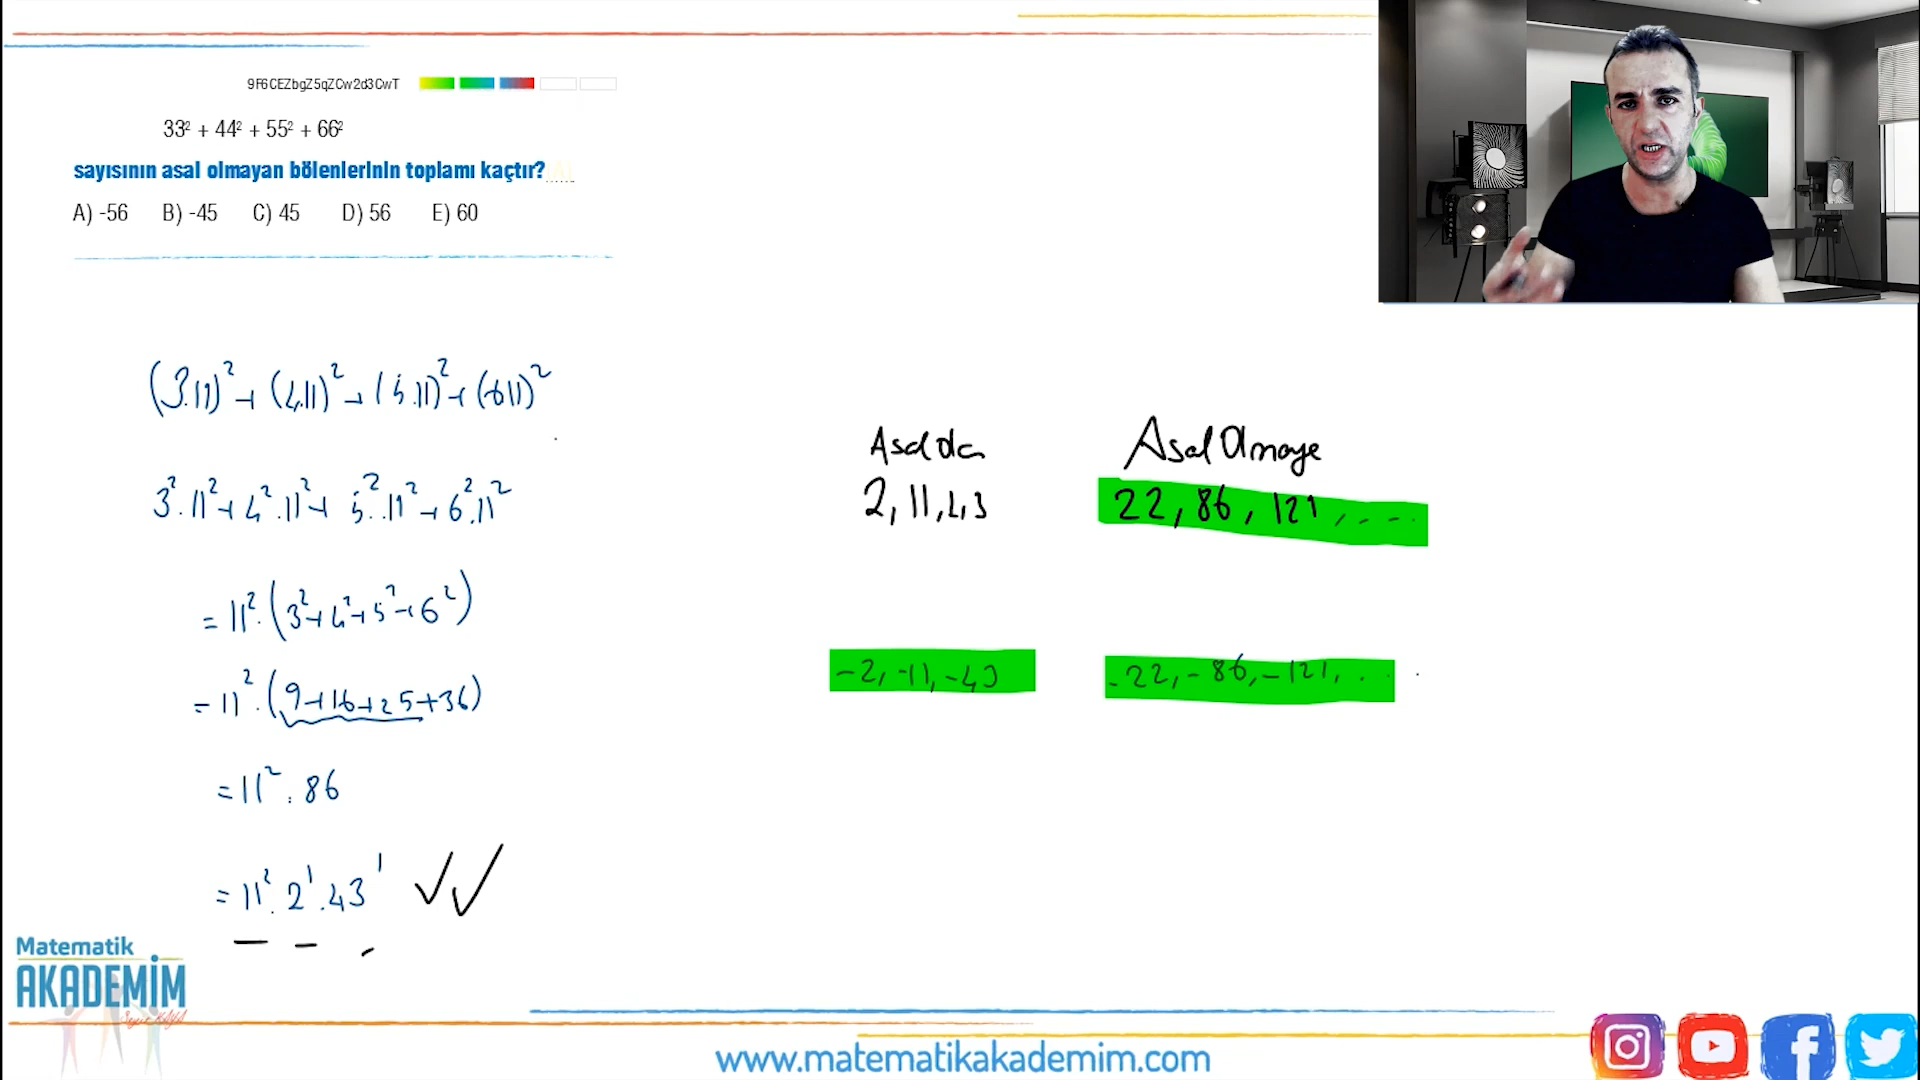 9F6CEZbgZ5qZCw2d3CwT
33² + 44² + 55² + 66²
sayısının asal olmayan bölenlerinin toplamı kaçtır?
A) -56 B) -45 C) 45 D) 56 E) 60
(3.11)² + (4.11)² + (5.11)² + (6.11)²
3².11² + 4².11² + 5².11² + 6².11²
= 11².(3²+4²+5²+6²)
= 11².(9+16+25+36)
= 11².86
= 11².2¹.43¹
Asal Olmaya
2, 11, 43
22, 86, 121, ....
-2, -11, -43
-22, -86, -121, ..
Matematik
AKADEMİM
www.matematikakademim.com